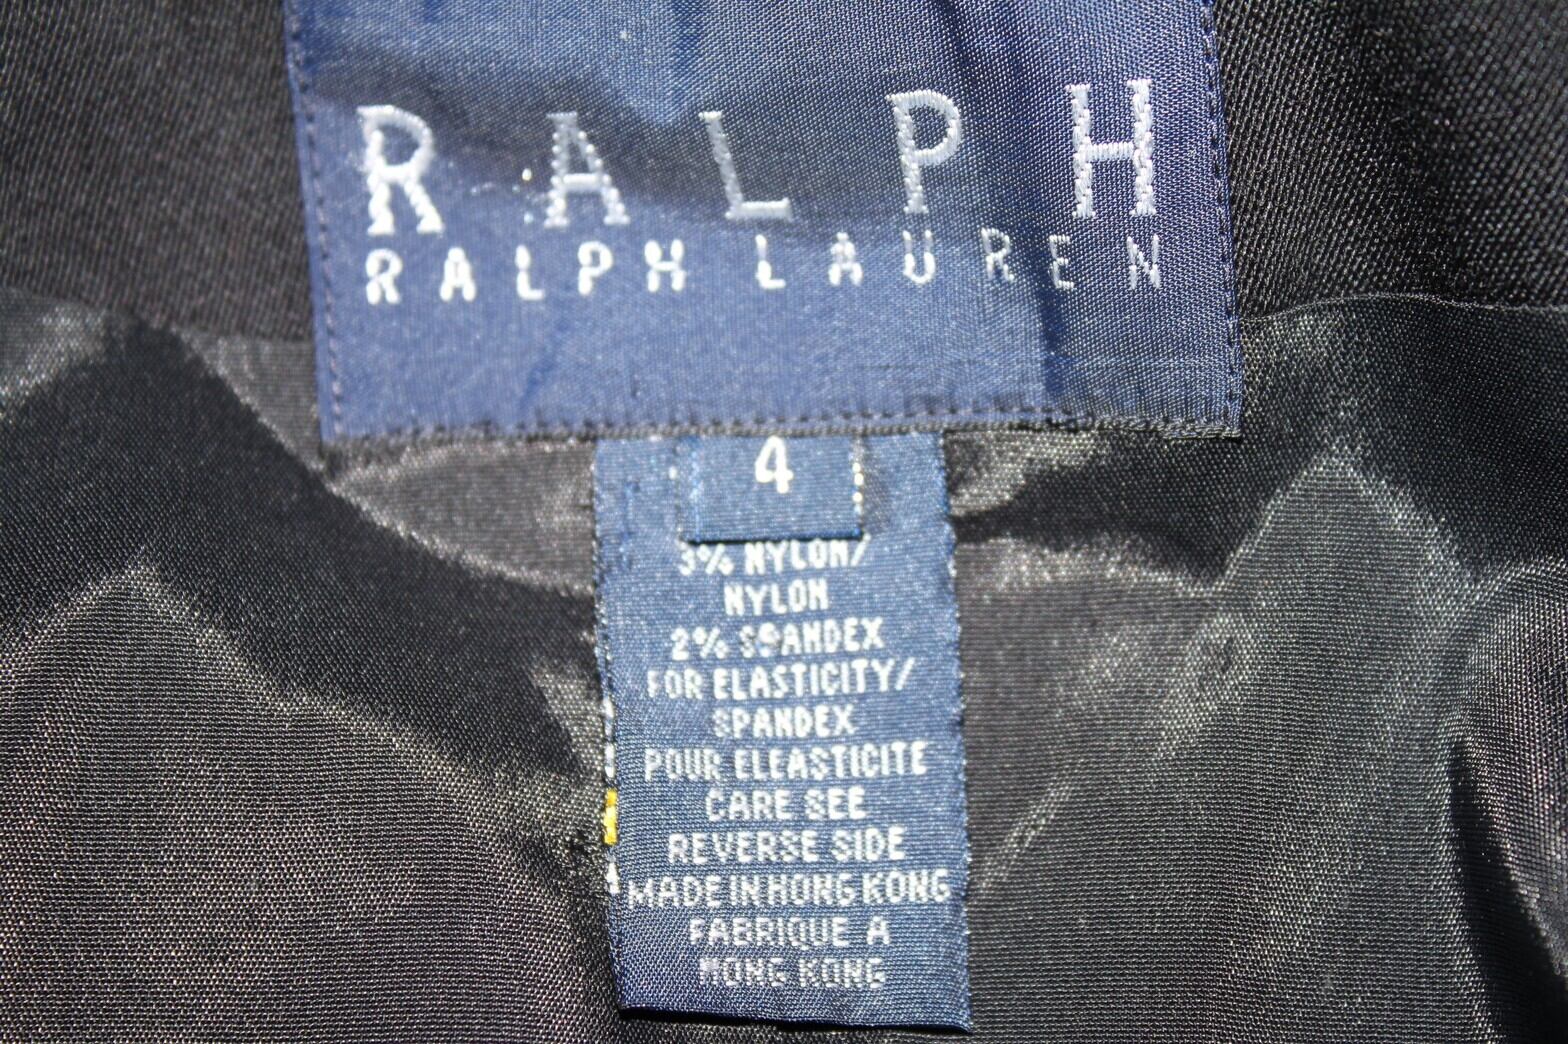 RALPH
RALPH LAUREN
4
3% NYLON/
NYLON
2% SPANDEX
FOR ELASTICITY/
SPANDEX
POUR ELEASTICITE
CARE SEE
REVERSE SIDE
MADE IN HONG KONG
FABRIQUE A
HONG KONG